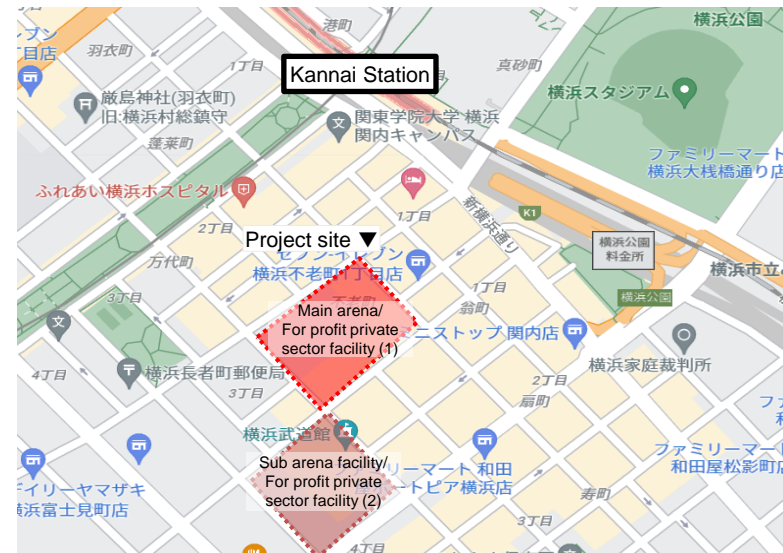 港町
横浜公園
ブン
丁目
羽衣町
1丁目
Kannai Station
真砂町
横浜スタジアム
厳島神社(羽衣町)
旧:横浜村総鎮守
関東学院大学 横浜
関内キャンパス
蓬莱町
ファミリーマート
横浜大桟橋通り店
ふれあい横浜ホスピタル
1丁目
新横浜通り
K1
2丁目
Project site ▼
横浜公園
料金所
万代町
セブン-イレブン
横浜不老町1丁目店
横浜市立
3丁目
1丁目
横浜公園
翁町
Main arena/
For profit private
sector facility (1)
ミニストップ 関内店
横浜家庭裁判所
4丁目
横浜長者町郵便局
3丁目
2丁目
扇町
横浜武道館
Sub arena facility/
For profit private
sector facility (2)
ファミリーマート 和田
ートピア横浜店
ファミリーマー
和田屋松影町店
デイリーヤマザキ
横浜富士見町店
寿町
3丁目
4丁目